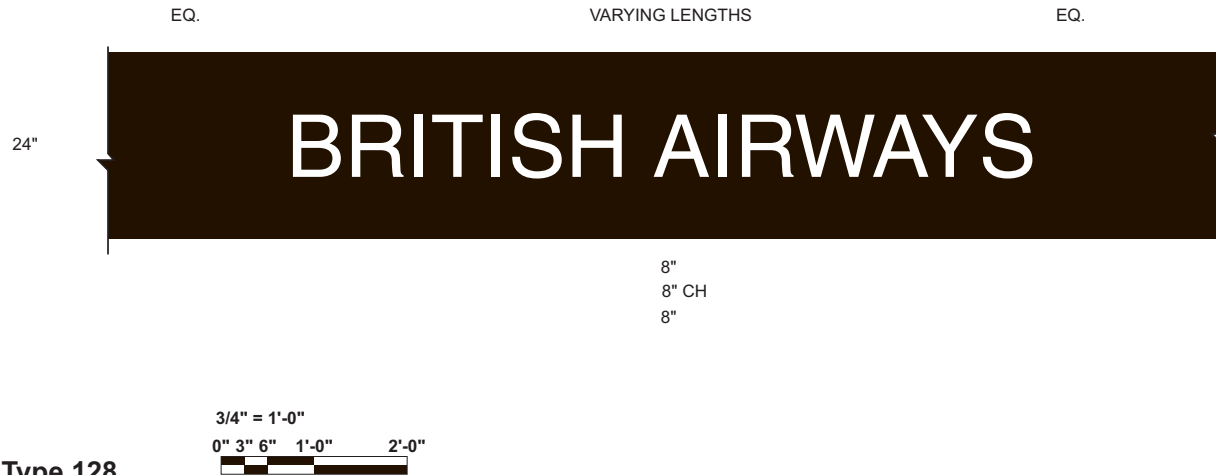 EQ. VARYING LENGTHS EQ.
24"
BRITISH AIRWAYS
8"
8" CH
8"
3/4" = 1'-0"
0" 3" 6" 1'-0" 2'-0"
Type 128